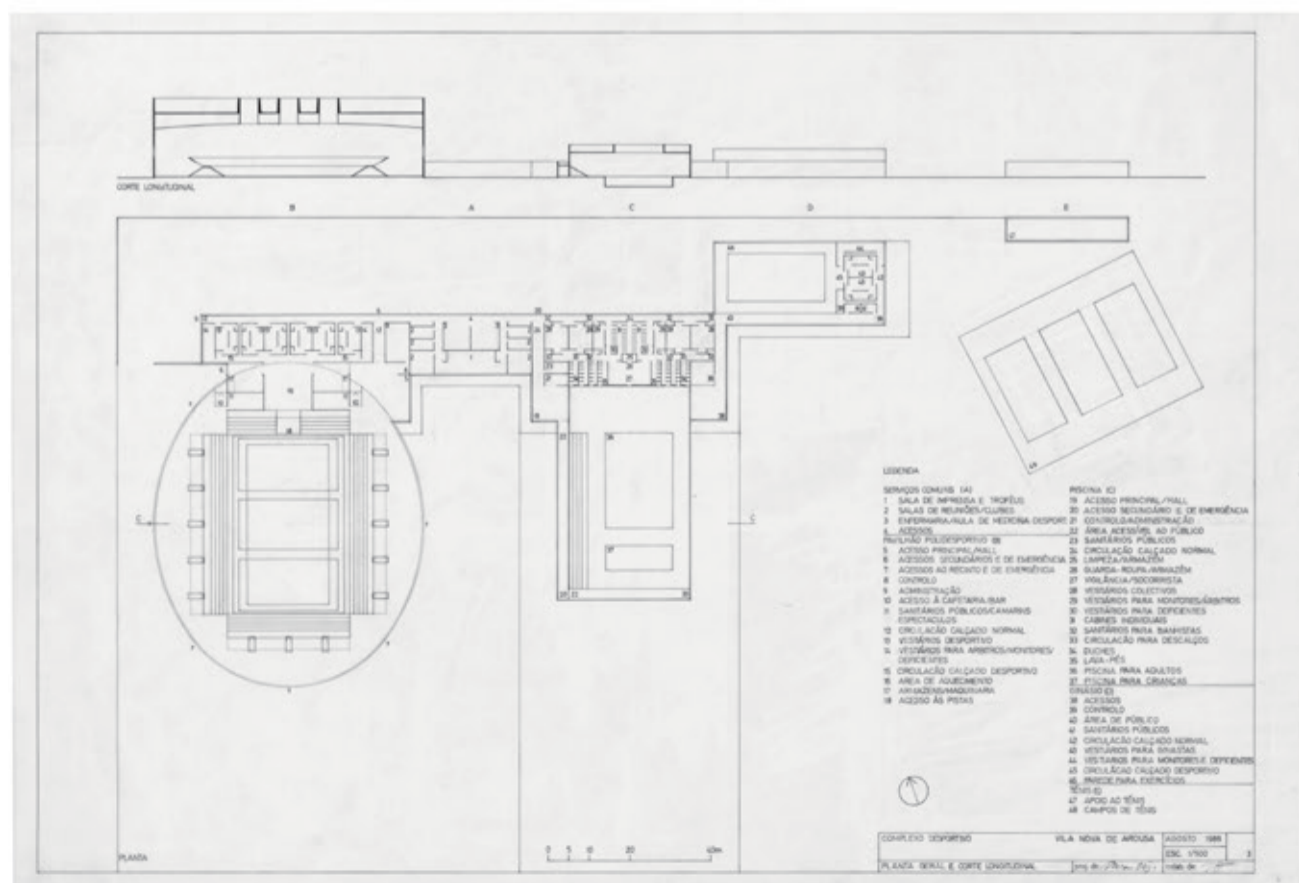 CORTE LONGITUDINAL
B A C D E
C C
PLANTA
0 5 10 20 40m
LEGENDA
SERVIÇOS COMUNS (A)
1 SALA DE IMPRENSA E TROFÉUS
2 SALAS DE REUNIÕES/CLUBES
3 ENFERMARIA/AULA DE MEDICINA DESPORT.
4 ACESSOS
PAVILHÃO POLIDESPORTIVO (B)
5 ACESSO PRINCIPAL/HALL
6 ACESSOS SECUNDÁRIOS E DE EMERGÊNCIA
7 ACESSOS AO RECINTO E DE EMERGÊNCIA
8 CONTROLO
9 ADMINISTRAÇÃO
10 ACESSO À CAFETARIA/BAR
11 SANITÁRIOS PÚBLICOS/CAMARINS
ESPECTACULOS
12 CIRCULAÇÃO CALÇADO NORMAL
13 VESTIÁRIOS DESPORTIVO
14 VESTIÁRIOS PARA ARBITROS/MONITORES/
DEFICIENTES
15 CIRCULAÇÃO CALÇADO DESPORTIVO
16 AREA DE AQUECIMENTO
17 ARMAZENS/MAQUINARIA
18 ACESSO ÀS PISTAS
PISCINA (C)
19 ACESSO PRINCIPAL/HALL
20 ACESSO SECUNDÁRIO E DE EMERGÊNCIA
21 CONTROLO/ADMINISTRAÇÃO
22 ÁREA ACESSÍVEL AO PÚBLICO
23 SANITÁRIOS PÚBLICOS
24 CIRCULAÇÃO CALÇADO NORMAL
25 LIMPEZA/ARMAZÉM
26 GUARDA-ROUPA/ARMAZÉM
27 VIGILÂNCIA/SOCORRISTA
28 VESTIÁRIOS COLECTIVOS
29 VESTIÁRIOS PARA MONITORES/ÁRBITROS
30 VESTIÁRIOS PARA DEFICIENTES
31 CABINES INDIVIDUAIS
32 SANITÁRIOS PARA BANHISTAS
33 CIRCULAÇÃO PARA DESCALÇOS
34 DUCHES
35 LAVA-PÉS
36 PISCINA PARA ADULTOS
37 PISCINA PARA CRIANÇAS
GINÁSIO (D)
38 ACESSOS
39 CONTROLO
40 ÁREA DE PÚBLICO
41 SANITÁRIOS PÚBLICOS
42 CIRCULAÇÃO CALÇADO NORMAL
43 VESTIÁRIOS PARA GINASTAS
44 VESTIARIOS PARA MONITORES E DEFICIENTES
45 CIRCULAÇÃO CALÇADO DESPORTIVO
46 PAREDE PARA EXERCÍCIOS
TÉNIS (E)
47 APOIO AO TÉNIS
48 CAMPOS DE TÉNIS
COMPLEXO DESPORTIVO VILA NOVA DE AROUSA AGOSTO
ESC. 1/500 3
PLANTA GERAL E CORTE LONGITUDINAL